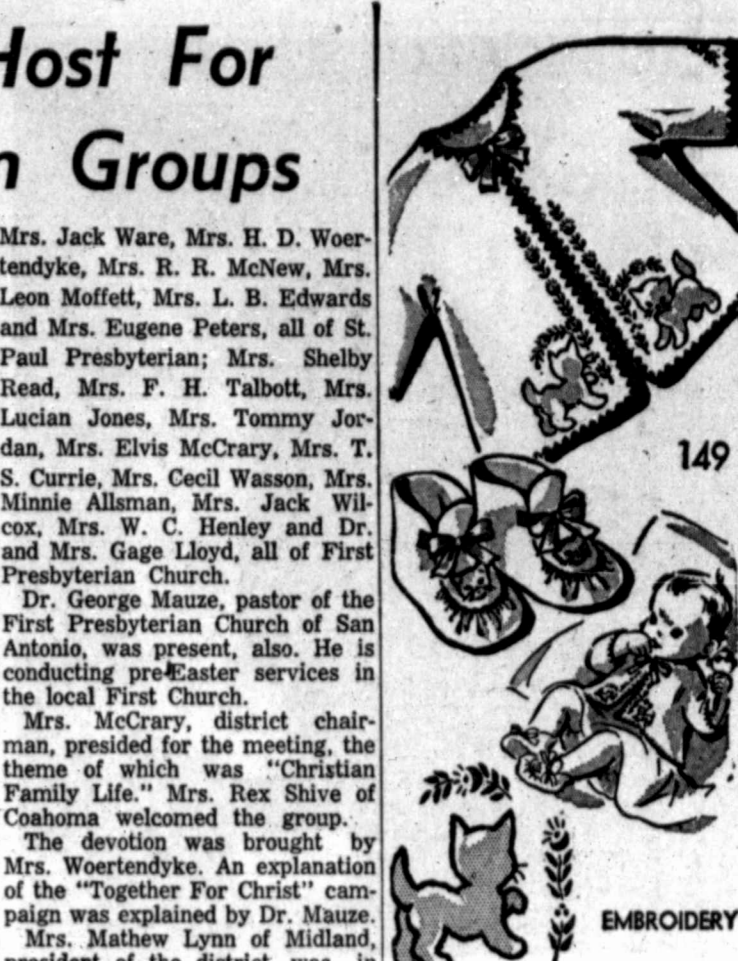 Host For
n Groups
Mrs. Jack Ware, Mrs. H. D. Woer-
tendyke, Mrs. R. R. McNew, Mrs.
Leon Moffett, Mrs. L. B. Edwards
and Mrs. Eugene Peters, all of St.
Paul Presbyterian; Mrs. Shelby
Read, Mrs. F. H. Talbott, Mrs.
Lucian Jones, Mrs. Tommy Jor-
dan, Mrs. Elvis McCrary, Mrs. T.
S. Currie, Mrs. Cecil Wasson, Mrs.
Minnie Allsman, Mrs. Jack Wil-
cox, Mrs. W. C. Henley and Dr.
and Mrs. Gage Lloyd, all of First
Presbyterian Church.
Dr. George Mauze, pastor of the
First Presbyterian Church of San
Antonio, was present, also. He is
conducting pre-Easter services in
the local First Church.
Mrs. McCrary, district chair-
man, presided for the meeting, the
theme of which was "Christian
Family Life." Mrs. Rex Shive of
Coahoma welcomed the group.
The devotion was brought by
Mrs. Woertendyke. An explanation
of the "Together For Christ" cam-
paign was explained by Dr. Mauze.
Mrs. Mathew Lynn of Midland,
president of the district was in
149
EMBROIDERY